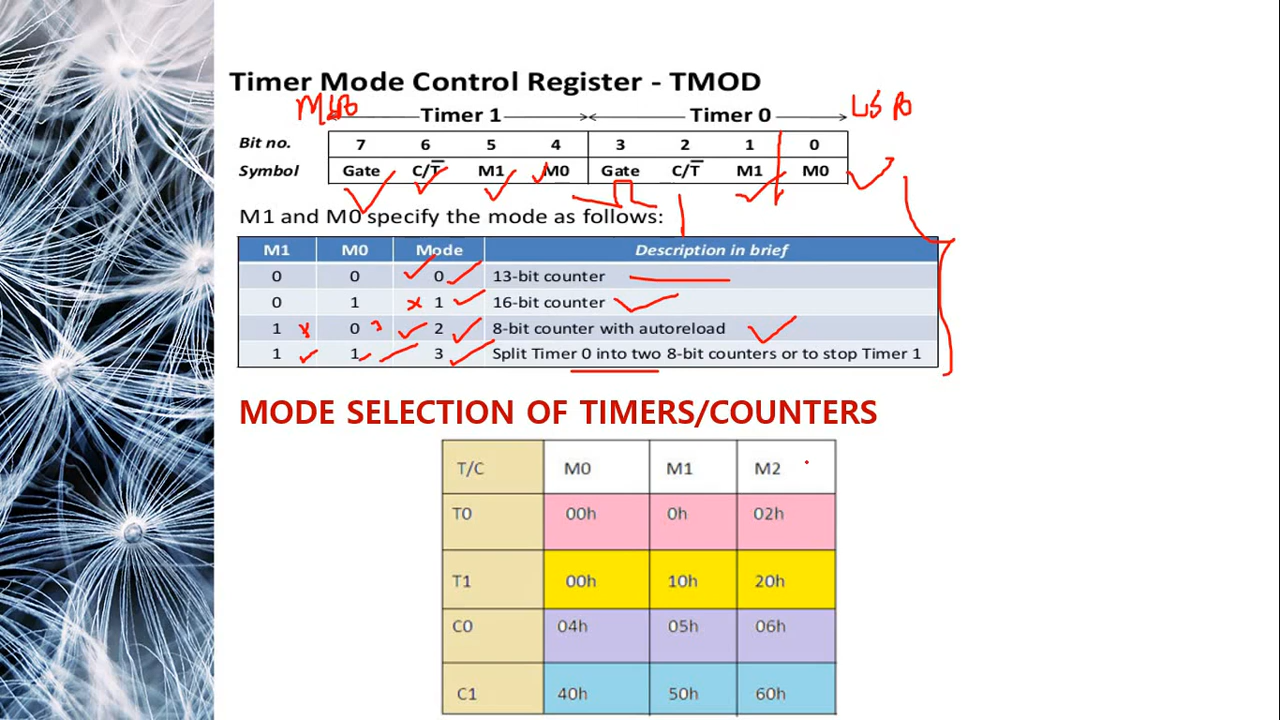 Timer Mode Control Register - TMOD
MSB Timer 1 Timer 0 LSB
Bit no. 7 6 5 4 3 2 1 0
Symbol Gate C/T̅ M1 M0 Gate C/T̅ M1 M0
M1 and M0 specify the mode as follows:
M1 M0 Mode Description in brief
0 0 0 13-bit counter
0 1 1 16-bit counter
1 0 2 8-bit counter with autoreload
1 1 3 Split Timer 0 into two 8-bit counters or to stop Timer 1
MODE SELECTION OF TIMERS/COUNTERS
T/C M0 M1 M2
T0 00h 0h 02h
T1 00h 10h 20h
C0 04h 05h 06h
C1 40h 50h 60h